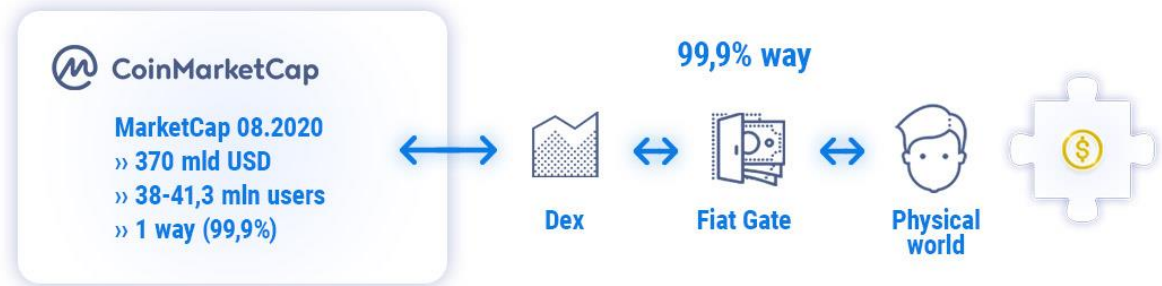 CoinMarketCap
MarketCap 08.2020
›› 370 mld USD
›› 38-41,3 mln users
›› 1 way (99,9%)
99,9% way
Dex
Fiat Gate
Physical
world
$